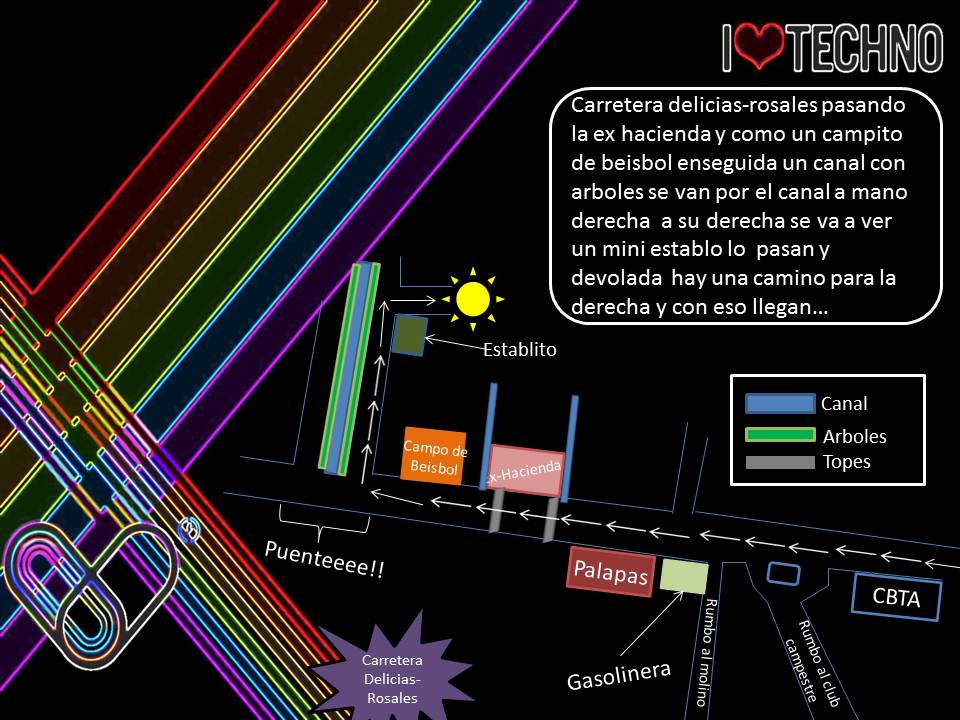 I TECHNO
Carretera delicias-rosales pasando
la ex hacienda y como un campito
de beisbol enseguida un canal con
arboles se van por el canal a mano
derecha a su derecha se va a ver
un mini establo lo pasan y
devolada hay una camino para la
derecha y con eso llegan...
Establito
Canal
Arboles
Topes
Campo de
Beisbol
x-Hacienda
Puenteeee!!
Palapas
CBTA
Gasolinera
Rumbo al molino
Rumbo al club
campestre
Carretera
Delicias-
Rosales